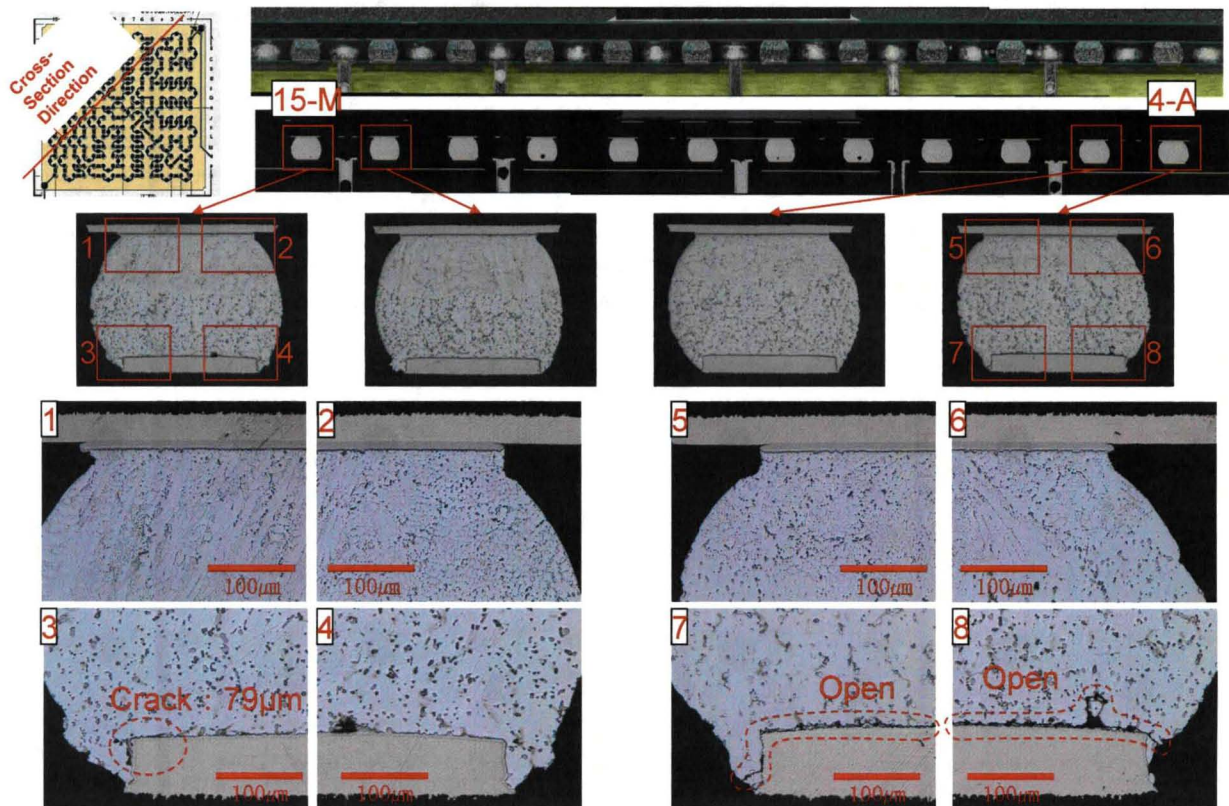 Cross-
Section
Direction
15-M
4-A
1
2
3
4
5
6
7
8
1
2
5
6
100μm
100μm
100μm
100μm
3
4
7
8
Crack : 79μm
Open
Open
100μm
100μm
100μm
100μm